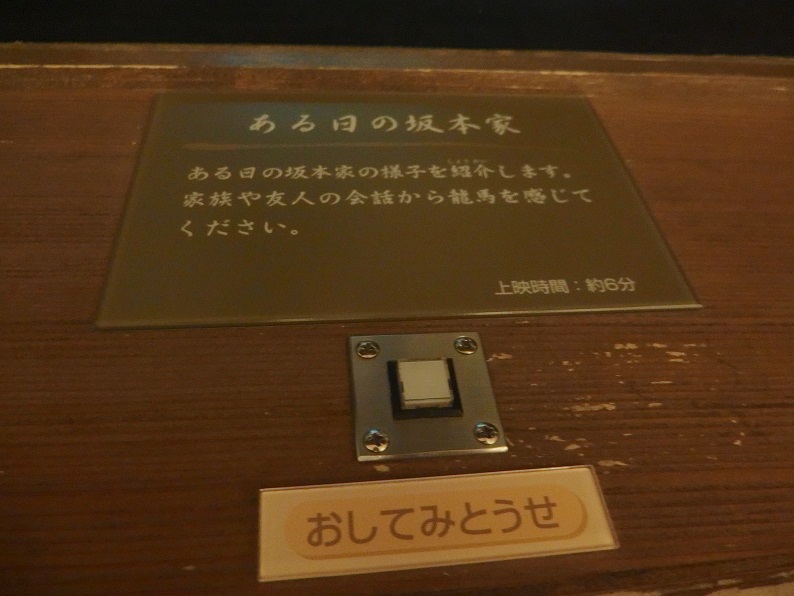 ある日の坂本家
ある日の坂本家の様子を紹介します。
家族や友人の会話から龍馬を感じて
ください。
上映時間：約6分
おしてみとうせ